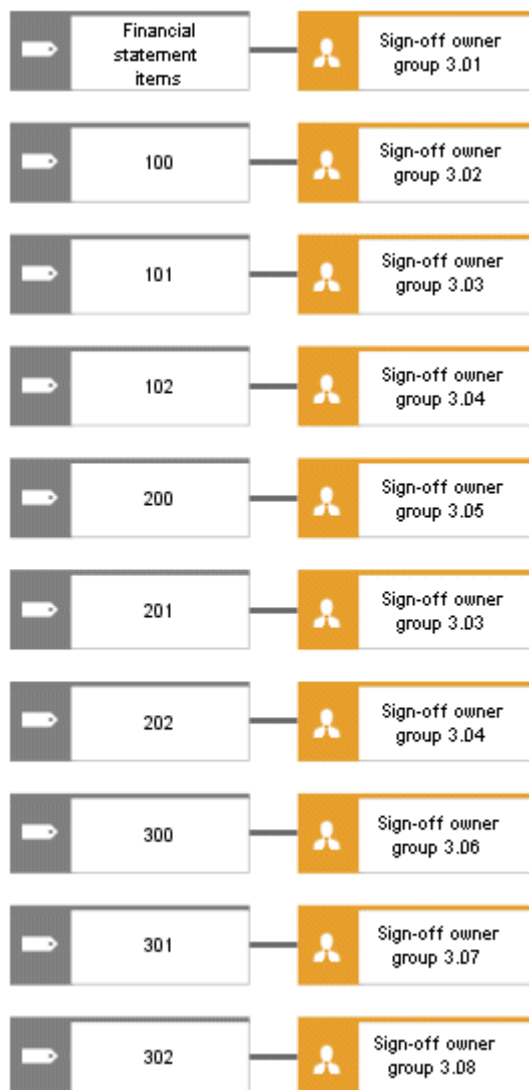 Financial
statement
items
Sign-off owner
group 3.01
100
Sign-off owner
group 3.02
101
Sign-off owner
group 3.03
102
Sign-off owner
group 3.04
200
Sign-off owner
group 3.05
201
Sign-off owner
group 3.03
202
Sign-off owner
group 3.04
300
Sign-off owner
group 3.06
301
Sign-off owner
group 3.07
302
Sign-off owner
group 3.08